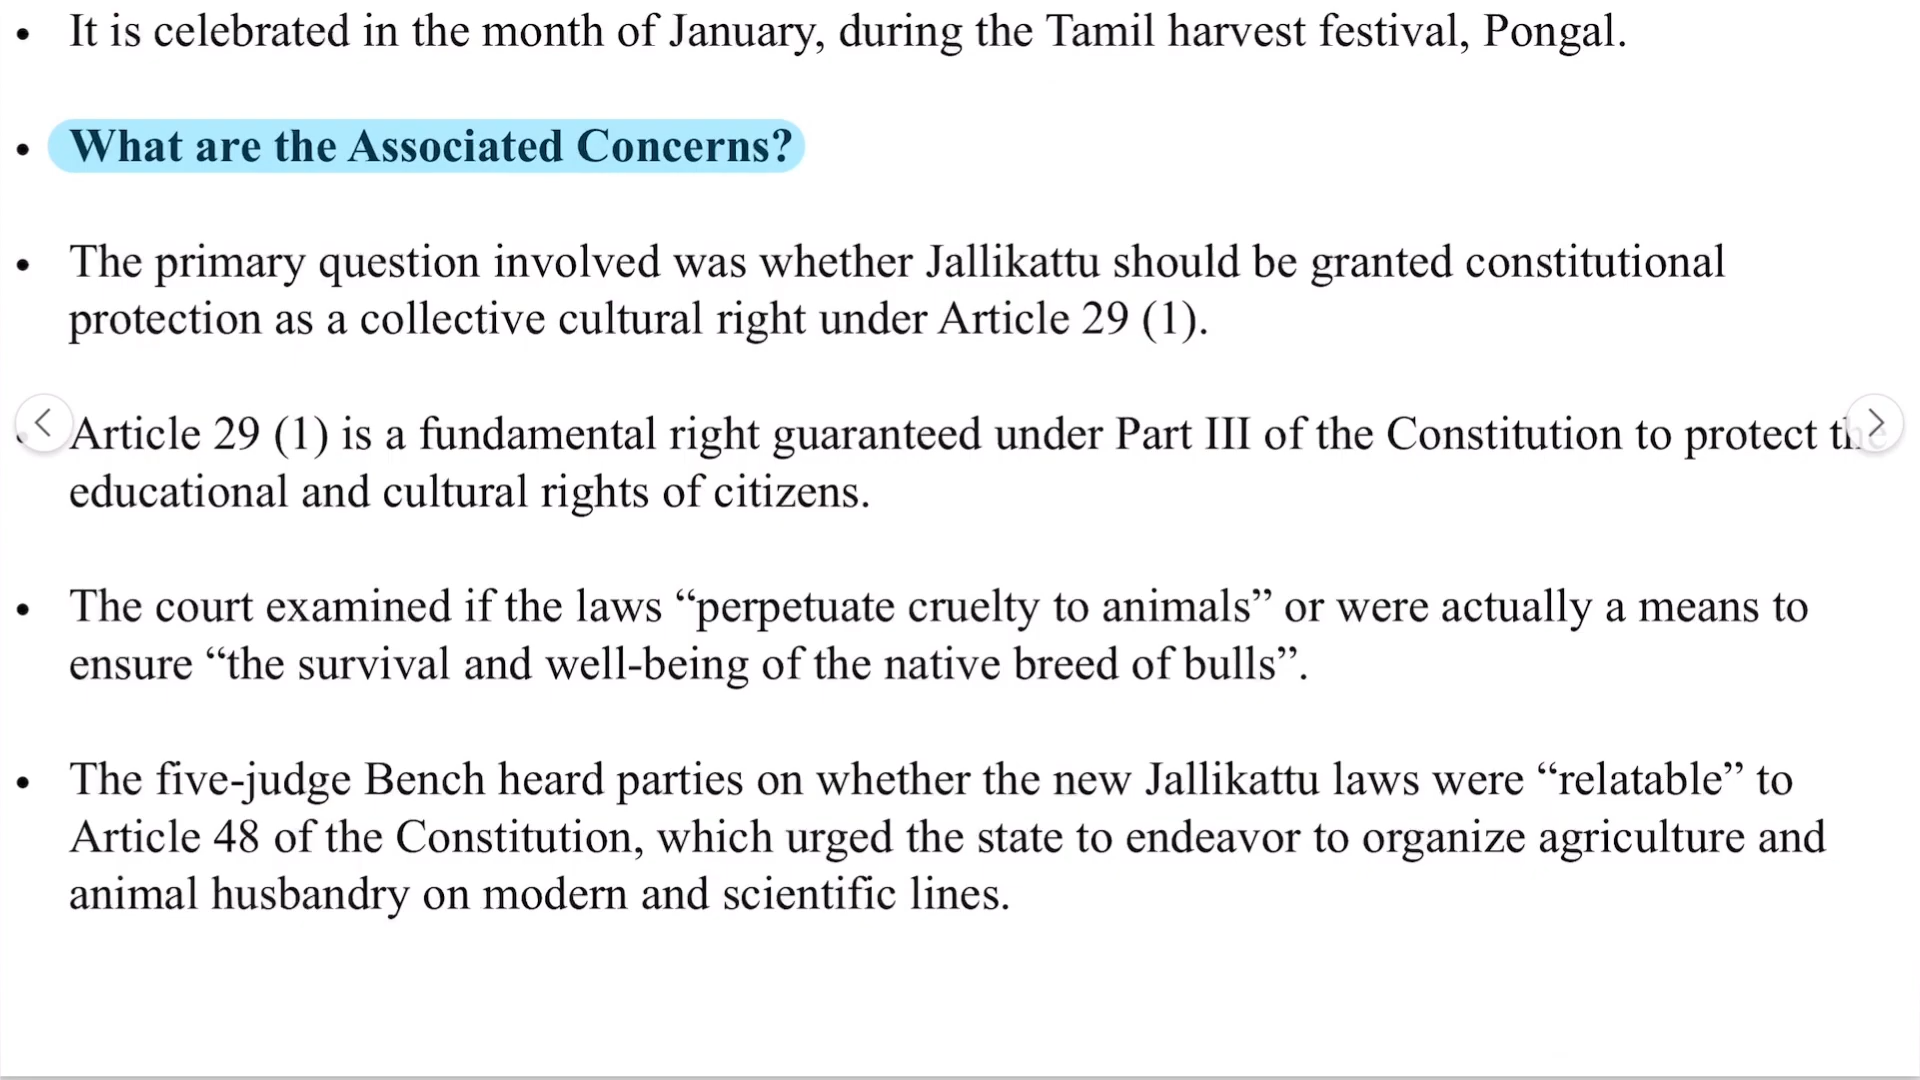 • It is celebrated in the month of January, during the Tamil harvest festival, Pongal.
• What are the Associated Concerns?
• The primary question involved was whether Jallikattu should be granted constitutional
protection as a collective cultural right under Article 29 (1).
• Article 29 (1) is a fundamental right guaranteed under Part III of the Constitution to protect the
educational and cultural rights of citizens.
• The court examined if the laws “perpetuate cruelty to animals” or were actually a means to
ensure “the survival and well-being of the native breed of bulls”.
• The five-judge Bench heard parties on whether the new Jallikattu laws were “relatable” to
Article 48 of the Constitution, which urged the state to endeavor to organize agriculture and
animal husbandry on modern and scientific lines.